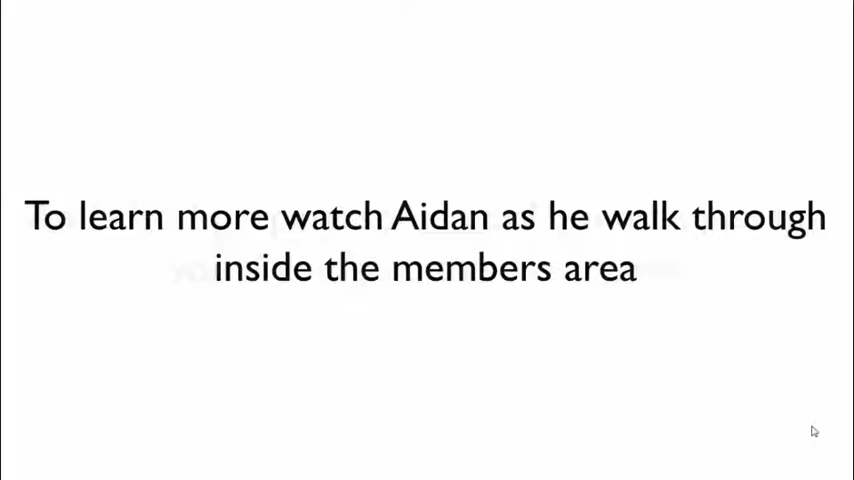 To learn more watch Aidan as he walk through
inside the members area